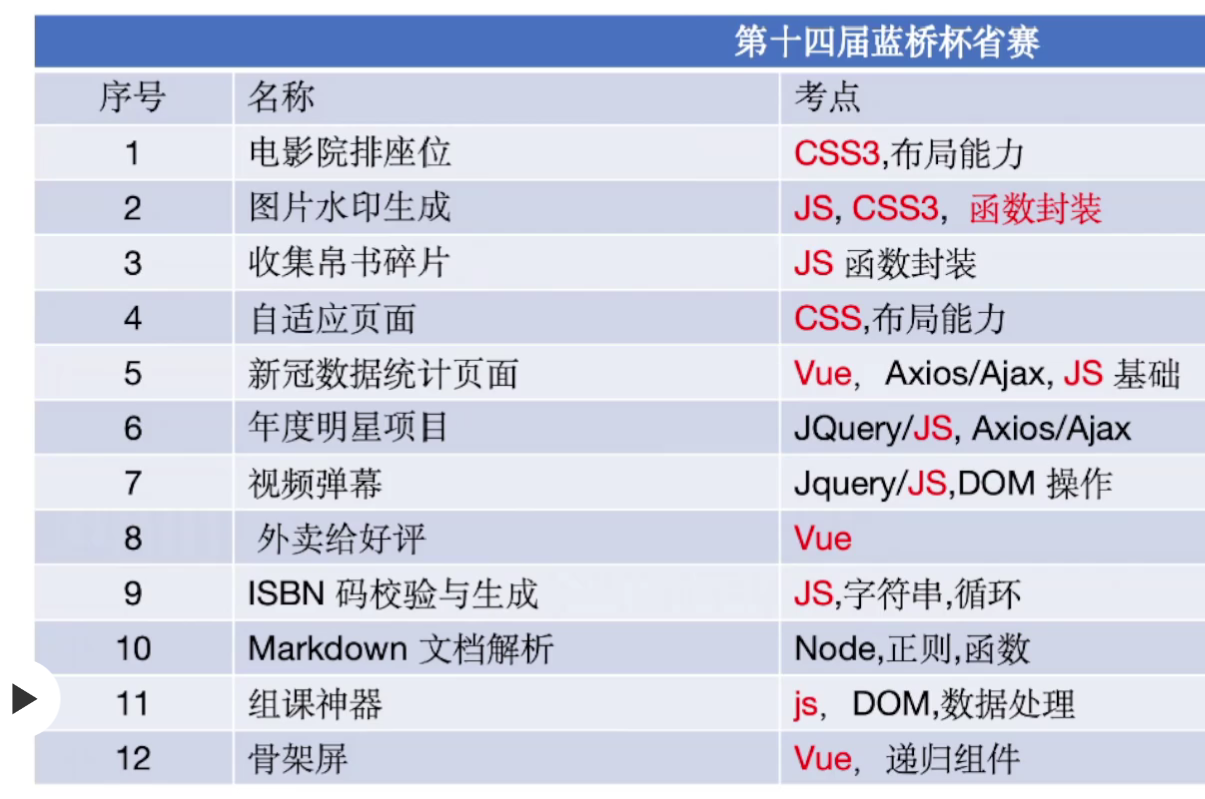 第十四届蓝桥杯省赛
序号 名称 考点
1 电影院排座位 CSS3,布局能力
2 图片水印生成 JS, CSS3, 函数封装
3 收集帛书碎片 JS 函数封装
4 自适应页面 CSS,布局能力
5 新冠数据统计页面 Vue, Axios/Ajax, JS 基础
6 年度明星项目 JQuery/JS, Axios/Ajax
7 视频弹幕 Jquery/JS,DOM 操作
8 外卖给好评 Vue
9 ISBN 码校验与生成 JS,字符串,循环
10 Markdown 文档解析 Node,正则,函数
11 组课神器 js, DOM,数据处理
12 骨架屏 Vue, 递归组件